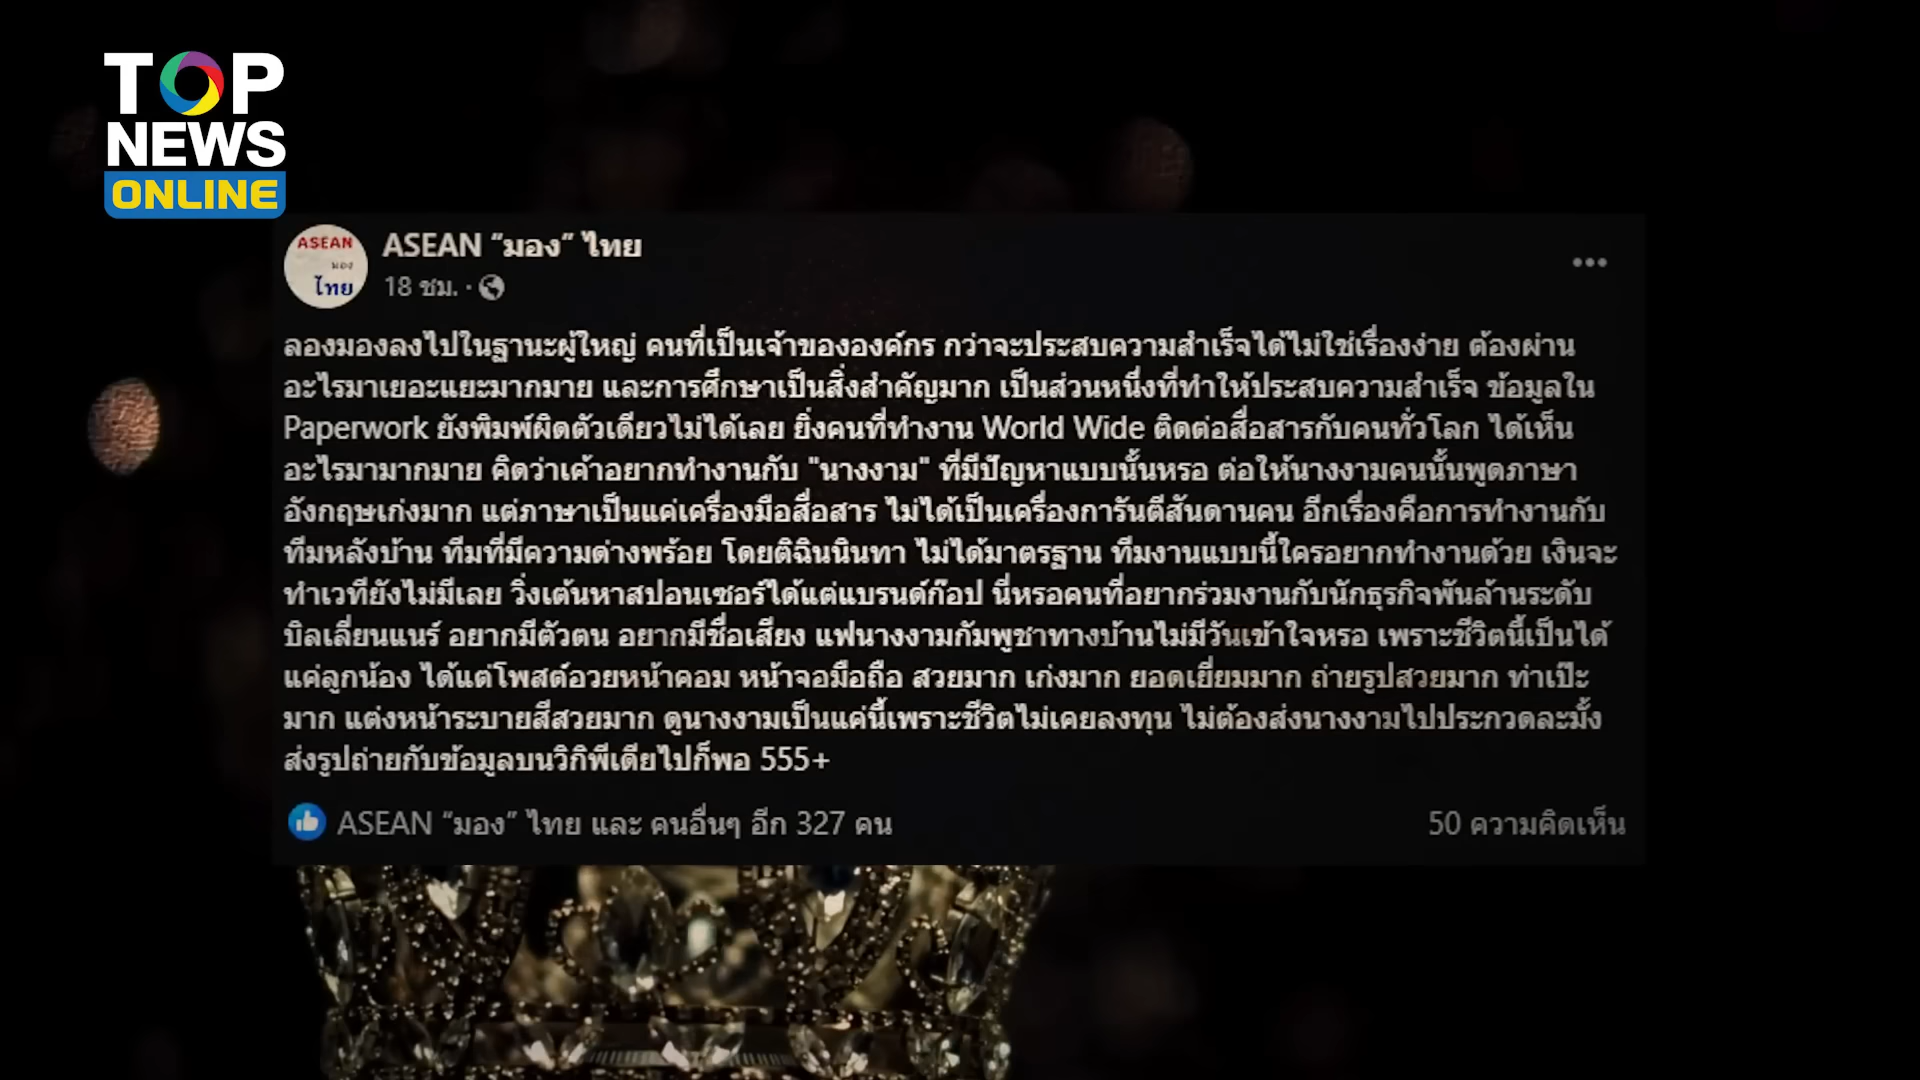 TOP
NEWS
ONLINE
ASEAN
มอง
ไทย
ASEAN “มอง” ไทย
18 ชม. ·
ลองมองลงไปในฐานะผู้ใหญ่ คนที่เป็นเจ้าขององค์กร กว่าจะประสบความสำเร็จได้ไม่ใช่เรื่องง่าย ต้องผ่าน
อะไรมาเยอะแยะมากมาย และการศึกษาเป็นสิ่งสำคัญมาก เป็นส่วนหนึ่งที่ทำให้ประสบความสำเร็จ ข้อมูลใน
Paperwork ยังพิมพ์ผิดตัวเดียวไม่ได้เลย ยิ่งคนที่ทำงาน World Wide ติดต่อสื่อสารกับคนทั่วโลก ได้เห็น
อะไรมามากมาย คิดว่าเค้าอยากทำงานกับ "นางงาม" ที่มีปัญหาแบบนั้นหรอ ต่อให้นางงามคนนั้นพูดภาษา
อังกฤษเก่งมาก แต่ภาษาเป็นแค่เครื่องมือสื่อสาร ไม่ได้เป็นเครื่องการันตีสันดานคน อีกเรื่องคือการทำงานกับ
ทีมหลังบ้าน ทีมที่มีความด่างพร้อย โดยติฉินนินทา ไม่ได้มาตรฐาน ทีมงานแบบนี้ใครอยากทำงานด้วย เงินจะ
ทำเวทียังไม่มีเลย วิ่งเต้นหาสปอนเซอร์ได้แต่แบรนด์ก๊อป นี่หรอคนที่อยากร่วมงานกับนักธุรกิจพันล้านระดับ
บิลเลี่ยนแนร์ อยากมีตัวตน อยากมีชื่อเสียง แฟนางงามกัมพูชาทางบ้านไม่มีวันเข้าใจหรอ เพราะชีวิตนี้เป็นได้
แค่ลูกน้อง ได้แต่โพสต์อวยหน้าคอม หน้าจอมือถือ สวยมาก เก่งมาก ยอดเยี่ยมมาก ถ่ายรูปสวยมาก ท่าเป๊ะ
มาก แต่งหน้าระบายสีสวยมาก ดูนางงามเป็นแค่นี้เพราะชีวิตไม่เคยลงทุน ไม่ต้องส่งนางงามไปประกวดละมั้ง
ส่งรูปถ่ายกับข้อมูลบนวิกิพีเดียไปก็พอ 555+
ASEAN “มอง” ไทย และ คนอื่นๆ อีก 327 คน
50 ความคิดเห็น